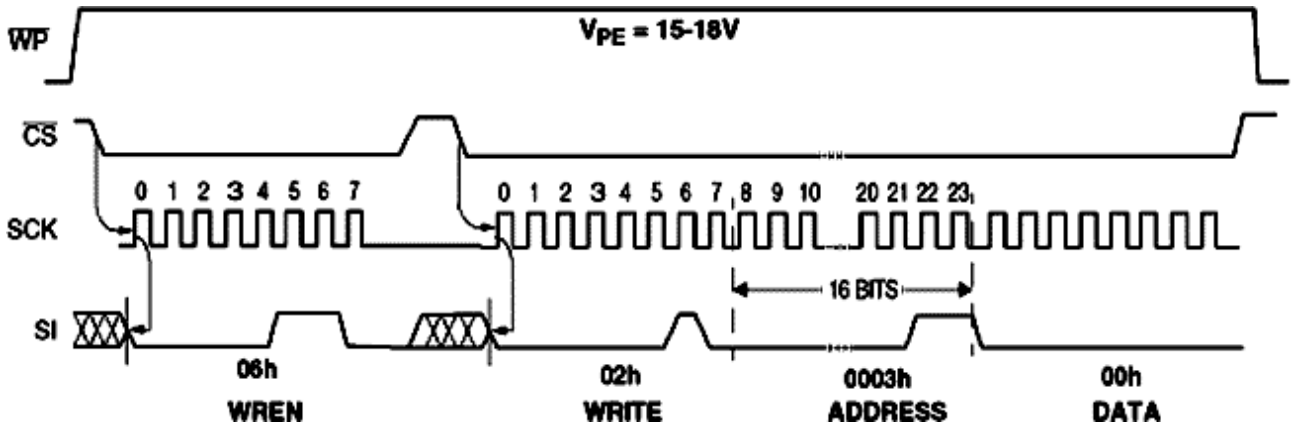 WP VPE = 15-18V
CS
0 1 2 3 4 5 6 7 0 1 2 3 4 5 6 7 8 9 10 20 21 22 23
SCK
16 BITS
SI
06h 02h 0003h 00h
WREN WRITE ADDRESS DATA